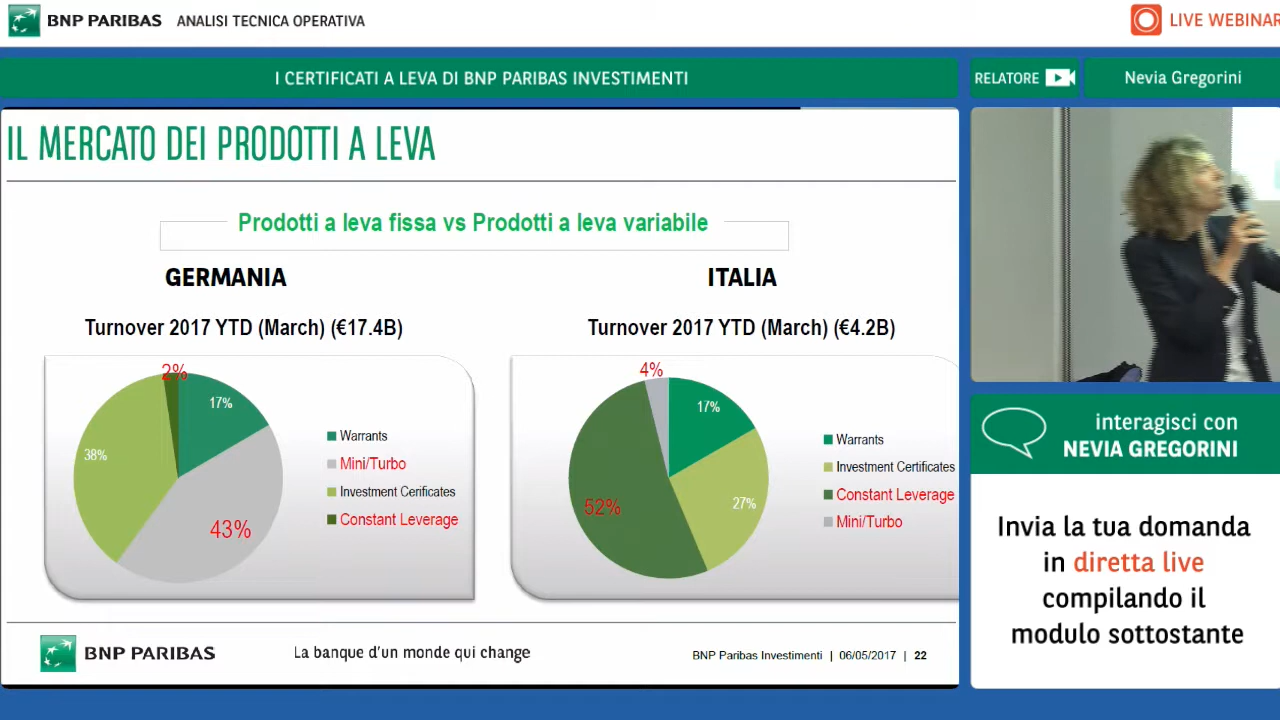 BNP PARIBAS ANALISI TECNICA OPERATIVA
LIVE WEBINAR
I CERTIFICATI A LEVA DI BNP PARIBAS INVESTIMENTI
RELATORE
Nevia Gregorini
IL MERCATO DEI PRODOTTI A LEVA
Prodotti a leva fissa vs Prodotti a leva variabile
GERMANIA
Turnover 2017 YTD (March) (€17.4B)
2%
17%
38%
43%
Warrants
Mini/Turbo
Investment Cerificates
Constant Leverage
ITALIA
Turnover 2017 YTD (March) (€4.2B)
4%
17%
52%
27%
Warrants
Investment Certificates
Constant Leverage
Mini/Turbo
BNP PARIBAS
La banque d'un monde qui change
BNP Paribas Investimenti | 06/05/2017 | 22
interagisci con
NEVIA GREGORINI
Invia la tua domanda
in diretta live
compilando il
modulo sottostante